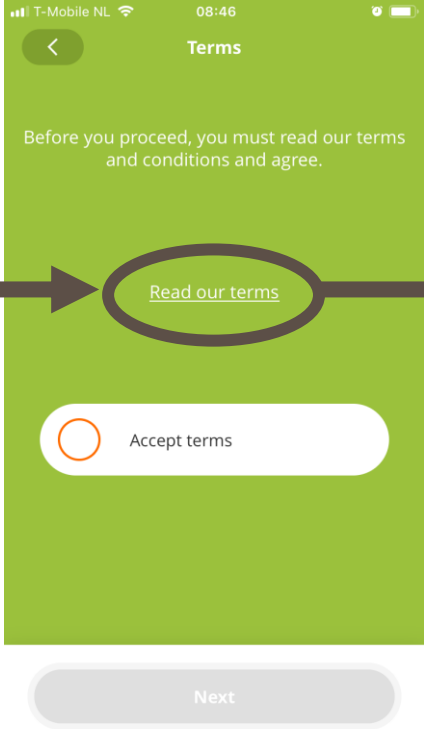 T-Mobile NL 08:46
Terms
Before you proceed, you must read our terms
and conditions and agree.
Read our terms
Accept terms
Next